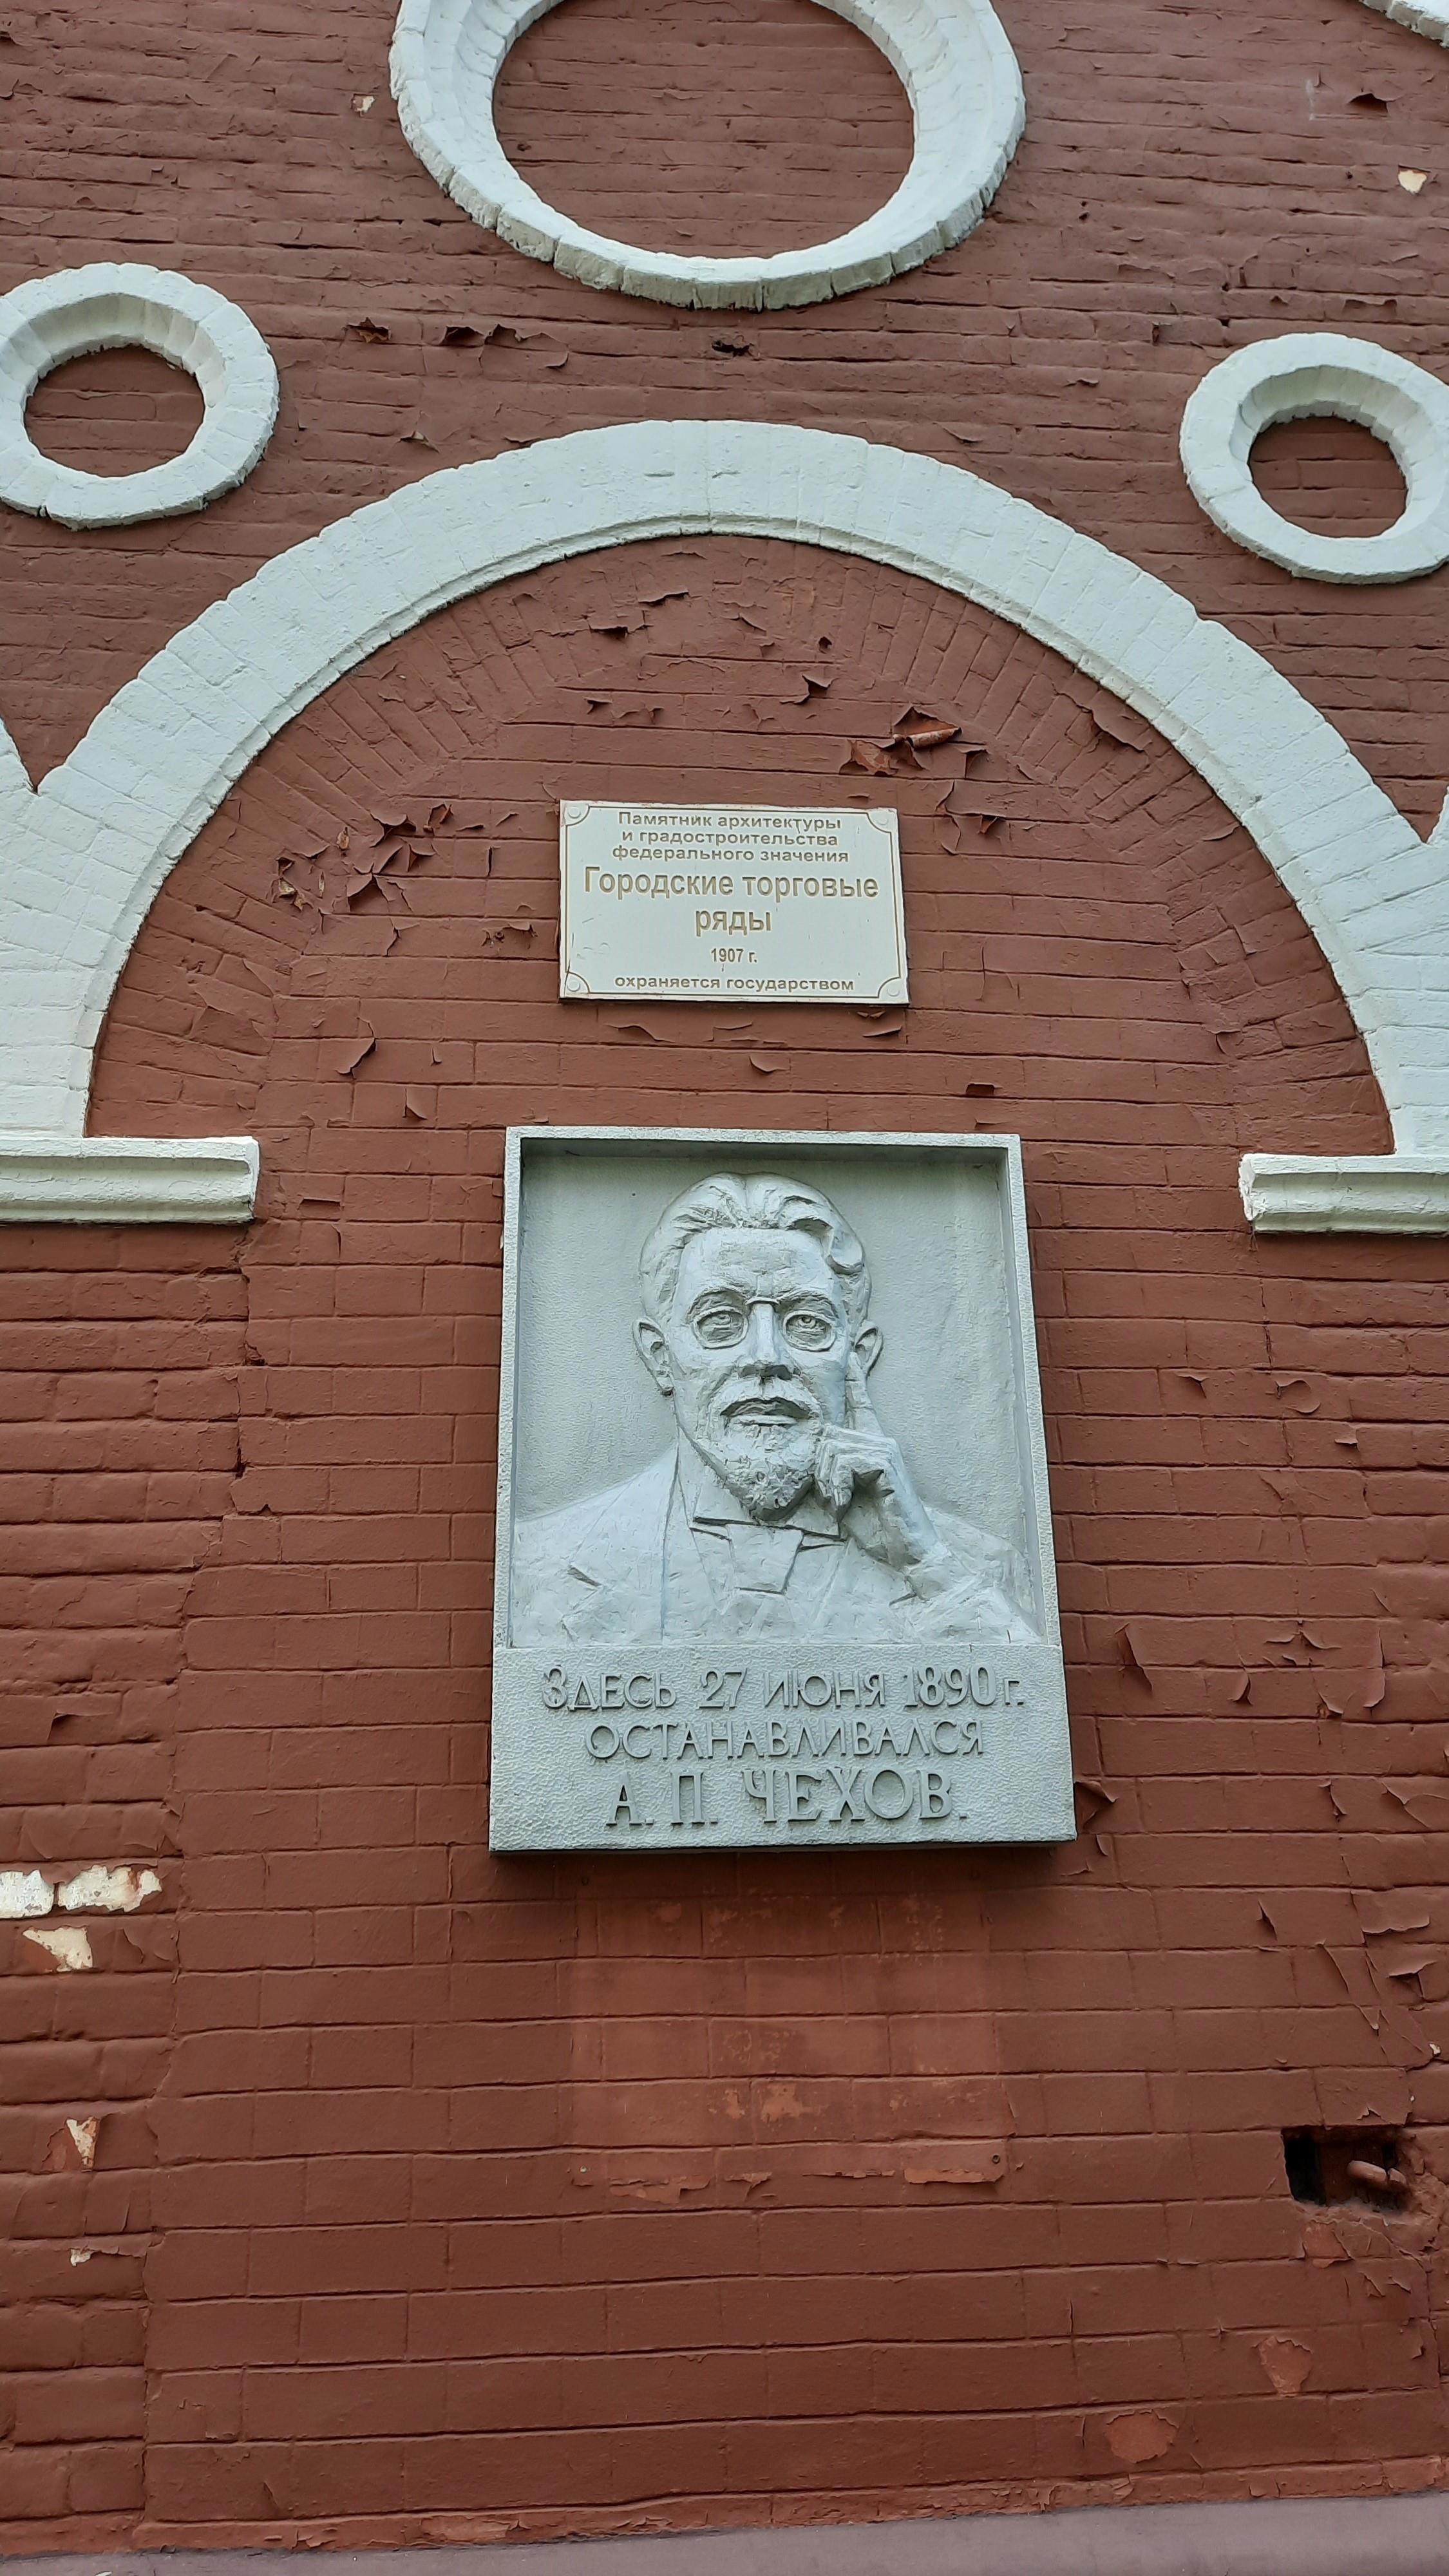 Памятник архитектуры
и градостроительства
федерального значения
Городские торговые
ряды
1907 г.
охраняется государством
Здесь 27 июня 1890 г.
останавливался
А. П. Чехов.